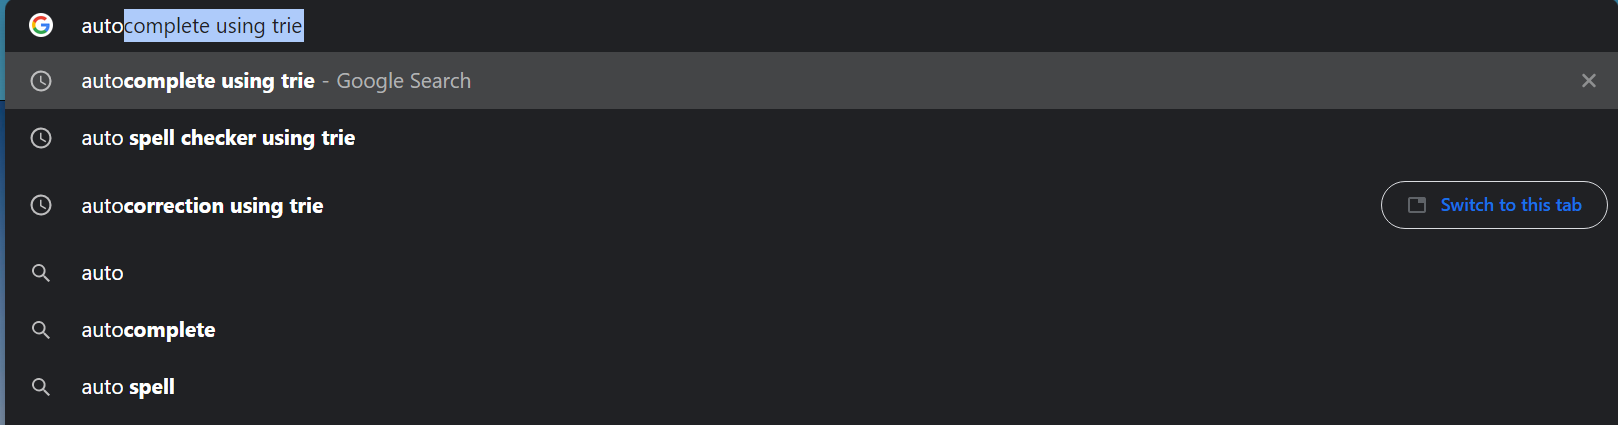 autocomplete using trie
autocomplete using trie - Google Search
auto spell checker using trie
autocorrection using trie Switch to this tab
auto
autocomplete
auto spell